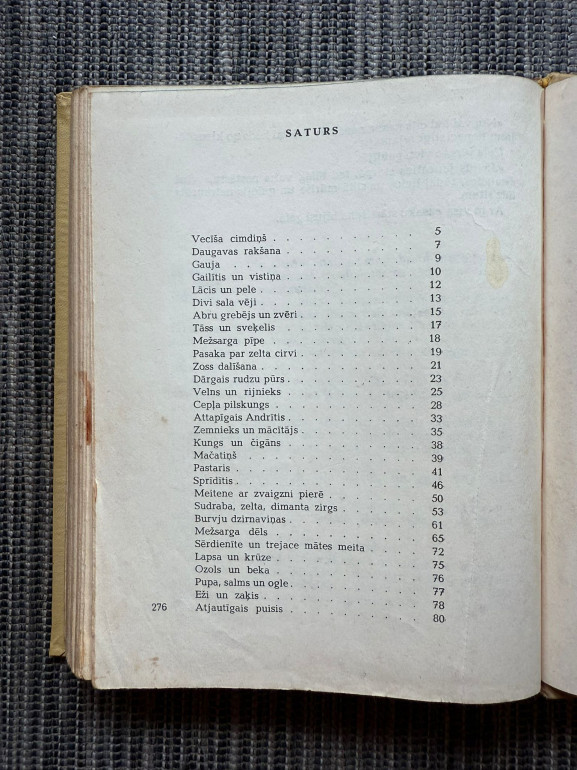 SATURS
Vecīša cimdiņš . . . . . . . . . . . 5
Daugavas rakšana . . . . . . . . . . 7
Gauja . . . . . . . . . . . 9
Gailītis un vistiņa . . . . . . . . . . 10
Lācis un pele . . . . . . . . . . . 12
Divi sala vēji . . . . . . . . . . . 13
Abru grebējs un zvēri . . . . . . . . . 15
Tāss un sveķelis . . . . . . . . . . 17
Mežsarga pīpe . . . . . . . . . . . 18
Pasaka par zelta cirvi . . . . . . . . . 19
Zoss dalīšana . . . . . . . . . . . 21
Dārgais rudzu pūrs . . . . . . . . . . 23
Velns un rijnieks . . . . . . . . . . 25
Cepļa pilskungs . . . . . . . . . . . 28
Attapīgais Andrītis . . . . . . . . . . 33
Zemnieks un mācītājs . . . . . . . . . 35
Kungs un čigāns . . . . . . . . . . 38
Mačatiņš . . . . . . . . . . . 39
Pastaris . . . . . . . . . . . . 41
Sprīdītis . . . . . . . . . . . . 46
Meitene ar zvaigzni pierē . . . . . . . . 50
Sudraba, zelta, dimanta zirgs . . . . . . . 53
Burvju dzirnaviņas . . . . . . . . . . 61
Mežsarga dēls . . . . . . . . . . . 65
Sērdienīte un trejace mātes meita . . . . . . 72
Lapsa un krūze . . . . . . . . . . . 75
Ozols un beka . . . . . . . . . . . 76
Pupa, salms un ogle . . . . . . . . . . 77
Eži un zaķis . . . . . . . . . . . 78
Atjautīgais puisis . . . . . . . . . . 80
276